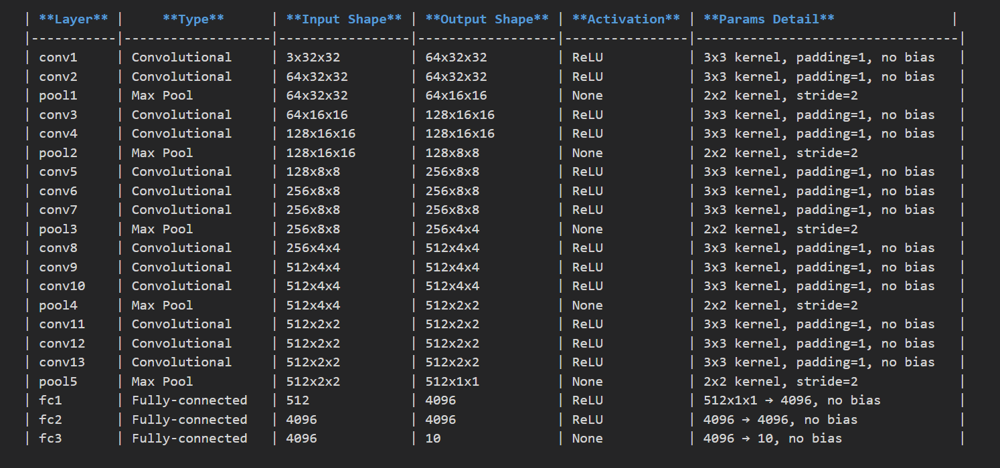 | **Layer** | **Type** | **Input Shape** | **Output Shape** | **Activation** | **Params Detail** |
|-----------|-------------------|-----------------|------------------|----------------|----------------------------------|
| conv1 | Convolutional | 3x32x32 | 64x32x32 | ReLU | 3x3 kernel, padding=1, no bias |
| conv2 | Convolutional | 64x32x32 | 64x32x32 | ReLU | 3x3 kernel, padding=1, no bias |
| pool1 | Max Pool | 64x32x32 | 64x16x16 | None | 2x2 kernel, stride=2 |
| conv3 | Convolutional | 64x16x16 | 128x16x16 | ReLU | 3x3 kernel, padding=1, no bias |
| conv4 | Convolutional | 128x16x16 | 128x16x16 | ReLU | 3x3 kernel, padding=1, no bias |
| pool2 | Max Pool | 128x16x16 | 128x8x8 | None | 2x2 kernel, stride=2 |
| conv5 | Convolutional | 128x8x8 | 256x8x8 | ReLU | 3x3 kernel, padding=1, no bias |
| conv6 | Convolutional | 256x8x8 | 256x8x8 | ReLU | 3x3 kernel, padding=1, no bias |
| conv7 | Convolutional | 256x8x8 | 256x8x8 | ReLU | 3x3 kernel, padding=1, no bias |
| pool3 | Max Pool | 256x8x8 | 256x4x4 | None | 2x2 kernel, stride=2 |
| conv8 | Convolutional | 256x4x4 | 512x4x4 | ReLU | 3x3 kernel, padding=1, no bias |
| conv9 | Convolutional | 512x4x4 | 512x4x4 | ReLU | 3x3 kernel, padding=1, no bias |
| conv10 | Convolutional | 512x4x4 | 512x4x4 | ReLU | 3x3 kernel, padding=1, no bias |
| pool4 | Max Pool | 512x4x4 | 512x2x2 | None | 2x2 kernel, stride=2 |
| conv11 | Convolutional | 512x2x2 | 512x2x2 | ReLU | 3x3 kernel, padding=1, no bias |
| conv12 | Convolutional | 512x2x2 | 512x2x2 | ReLU | 3x3 kernel, padding=1, no bias |
| conv13 | Convolutional | 512x2x2 | 512x2x2 | ReLU | 3x3 kernel, padding=1, no bias |
| pool5 | Max Pool | 512x2x2 | 512x1x1 | None | 2x2 kernel, stride=2 |
| fc1 | Fully-connected | 512 | 4096 | ReLU | 512x1x1 → 4096, no bias |
| fc2 | Fully-connected | 4096 | 4096 | ReLU | 4096 → 4096, no bias |
| fc3 | Fully-connected | 4096 | 10 | None | 4096 → 10, no bias |